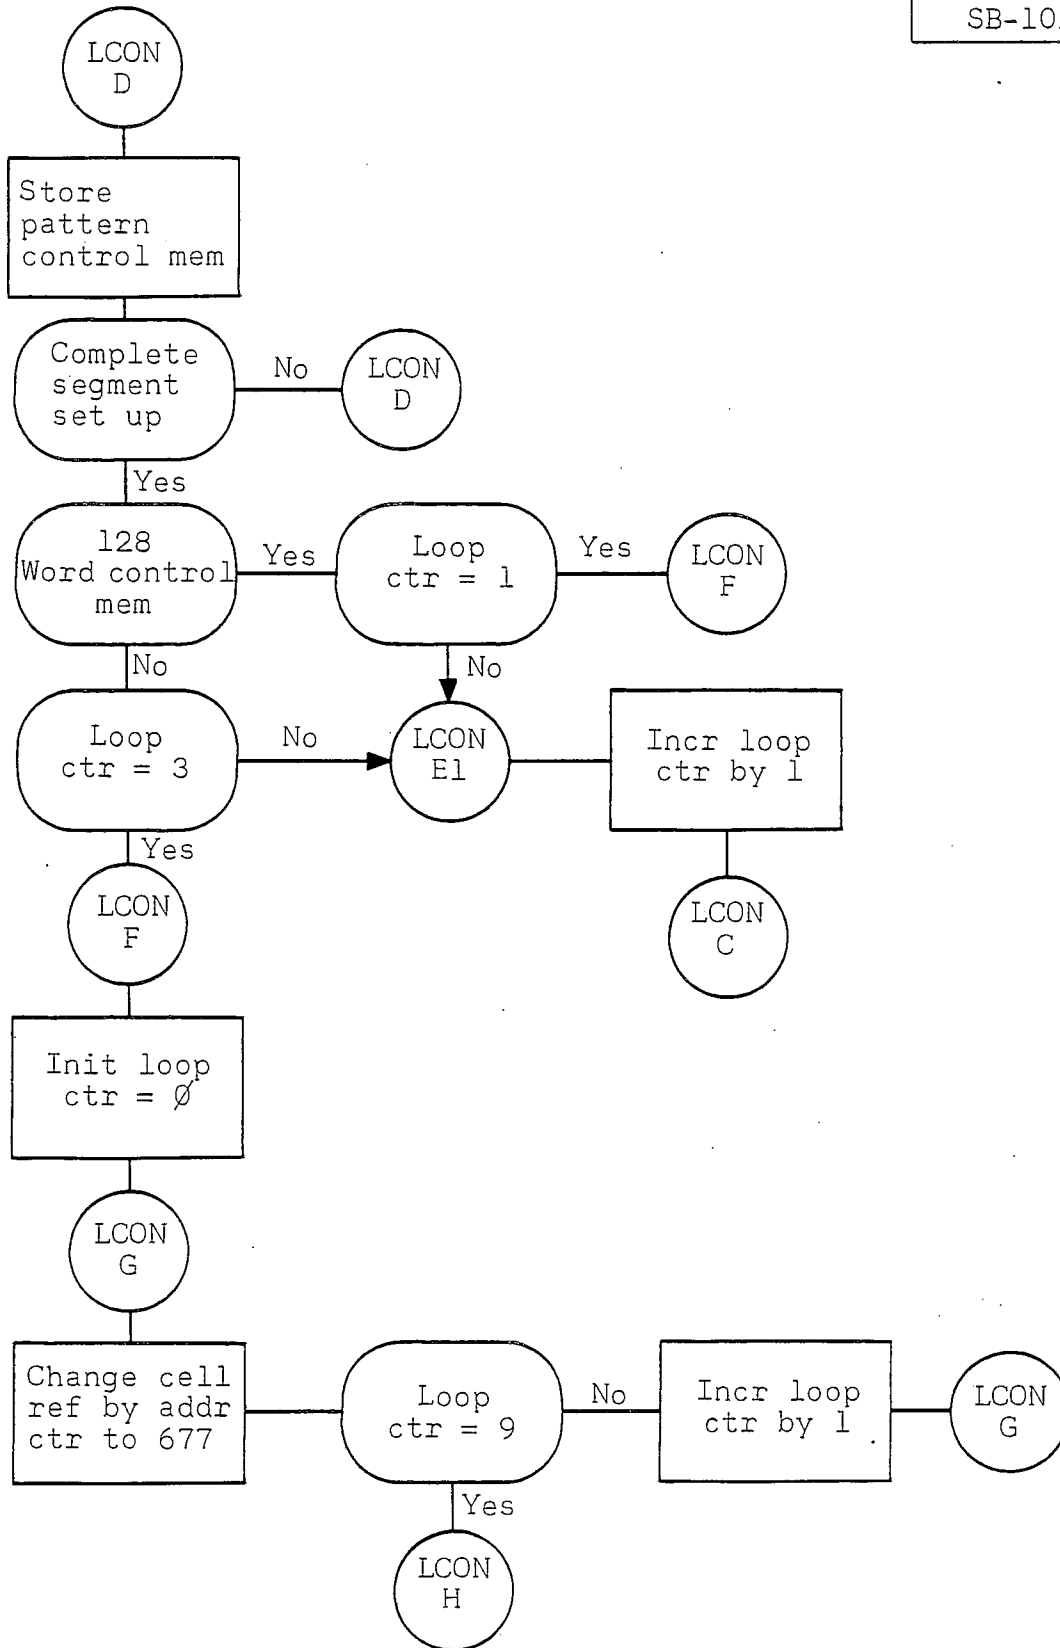 SB-10
LCON
D
Store
pattern
control mem
Complete
segment
set up
No
LCON
D
Yes
128
Word control
mem
Yes
Loop
ctr = 1
Yes
LCON
F
No
No
Loop
ctr = 3
No
LCON
E1
Incr loop
ctr by 1
Yes
LCON
F
LCON
C
Init loop
ctr = Ø
LCON
G
Change cell
ref by addr
ctr to 677
Loop
ctr = 9
No
Incr loop
ctr by 1
LCON
G
Yes
LCON
H